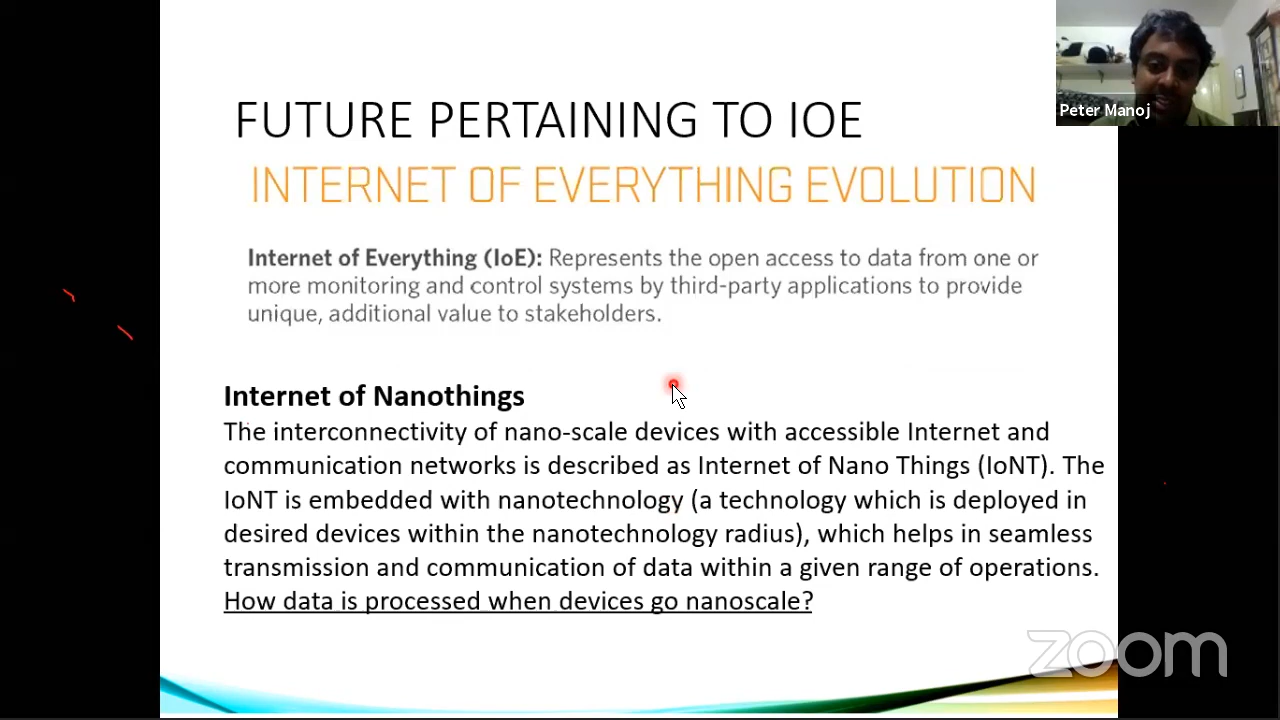 FUTURE PERTAINING TO IOE
INTERNET OF EVERYTHING EVOLUTION
Internet of Everything (IoE): Represents the open access to data from one or
more monitoring and control systems by third-party applications to provide
unique, additional value to stakeholders.
Internet of Nanothings
The interconnectivity of nano-scale devices with accessible Internet and
communication networks is described as Internet of Nano Things (IoNT). The
IoNT is embedded with nanotechnology (a technology which is deployed in
desired devices within the nanotechnology radius), which helps in seamless
transmission and communication of data within a given range of operations.
How data is processed when devices go nanoscale?
Peter Manoj
zoom